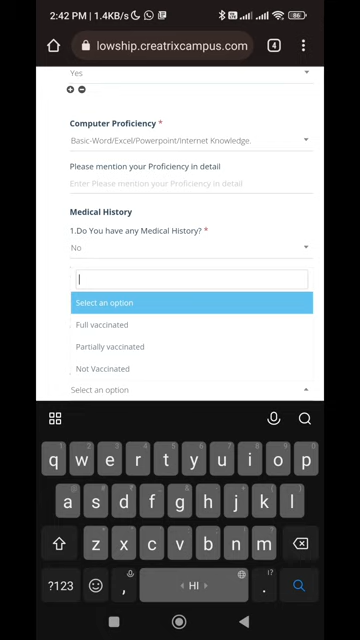 2:42 PM | 1.4KB/s
86
lowship.creatrixcampus.com
4
Yes
Computer Proficiency *
Basic-Word/Excel/Powerpoint/Internet Knowledge.
Please mention your Proficiency in detail
Enter Please mention your Proficiency in detail
Medical History
1.Do You have any Medical History? *
No
Select an option
Full vaccinated
Partially vaccinated
Not Vaccinated
Select an option
q w e r t y u i o p
a s d f g h j k l
z x c v b n m
?123 , HI .